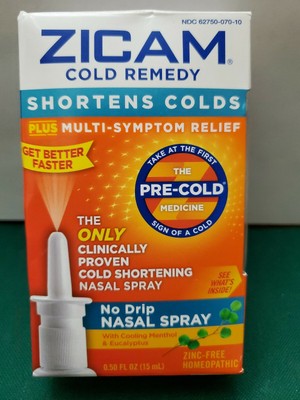 NDC 62750-070-10
ZICAM®
COLD REMEDY
SHORTENS COLDS
PLUS MULTI-SYMPTOM RELIEF
GET BETTER
FASTER
TAKE AT THE FIRST
THE
PRE-COLD®
MEDICINE
SIGN OF A COLD
THE
ONLY
CLINICALLY
PROVEN
COLD SHORTENING
NASAL SPRAY
SEE
WHAT'S
INSIDE!
No Drip
NASAL SPRAY
With Cooling Menthol
& Eucalyptus
ZINC-FREE
HOMEOPATHIC
0.50 FL OZ (15 mL)